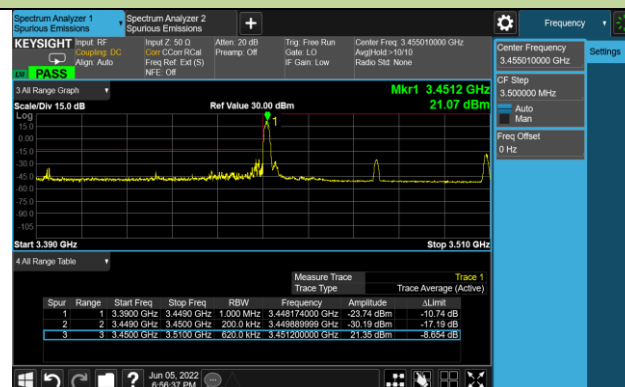 Spectrum Analyzer 1
Spurious Emissions
Spectrum Analyzer 2
Spurious Emissions
Frequency
KEYSIGHT
Input: RF
Coupling: DC
Align: Auto
Input Z: 50 Ω
Corr CCorr RCal
Freq Ref: Ext (S)
NFE: Off
Atten: 20 dB
Preamp: Off
Trig: Free Run
Gate: LO
IF Gain: Low
Center Freq: 3.455010000 GHz
Avg|Hold:>10/10
Radio Std: None
PASS
3 All Range Graph
Scale/Div 15.0 dB
Ref Value 30.00 dBm
Mkr1 3.4512 GHz
21.07 dBm
Log
15.0
0.00
-15.0
-30.0
-45.0
-60.0
-75.0
-90.0
-105
1
Start 3.390 GHz
Stop 3.510 GHz
4 All Range Table
Measure Trace Trace 1
Trace Type Trace Average (Active)
Spur Range Start Freq Stop Freq RBW Frequency Amplitude ΔLimit
1 1 3.3900 GHz 3.4490 GHz 1.000 MHz 3.448174000 GHz -23.74 dBm -10.74 dB
2 2 3.4490 GHz 3.4500 GHz 200.0 kHz 3.449889999 GHz -30.19 dBm -17.19 dB
3 3 3.4500 GHz 3.5100 GHz 620.0 kHz 3.451200000 GHz 21.35 dBm -8.654 dB
Center Frequency
3.455010000 GHz
Settings
CF Step
3.500000 MHz
Auto
Man
Freq Offset
0 Hz
Jun 05, 2022
6:56:37 PM